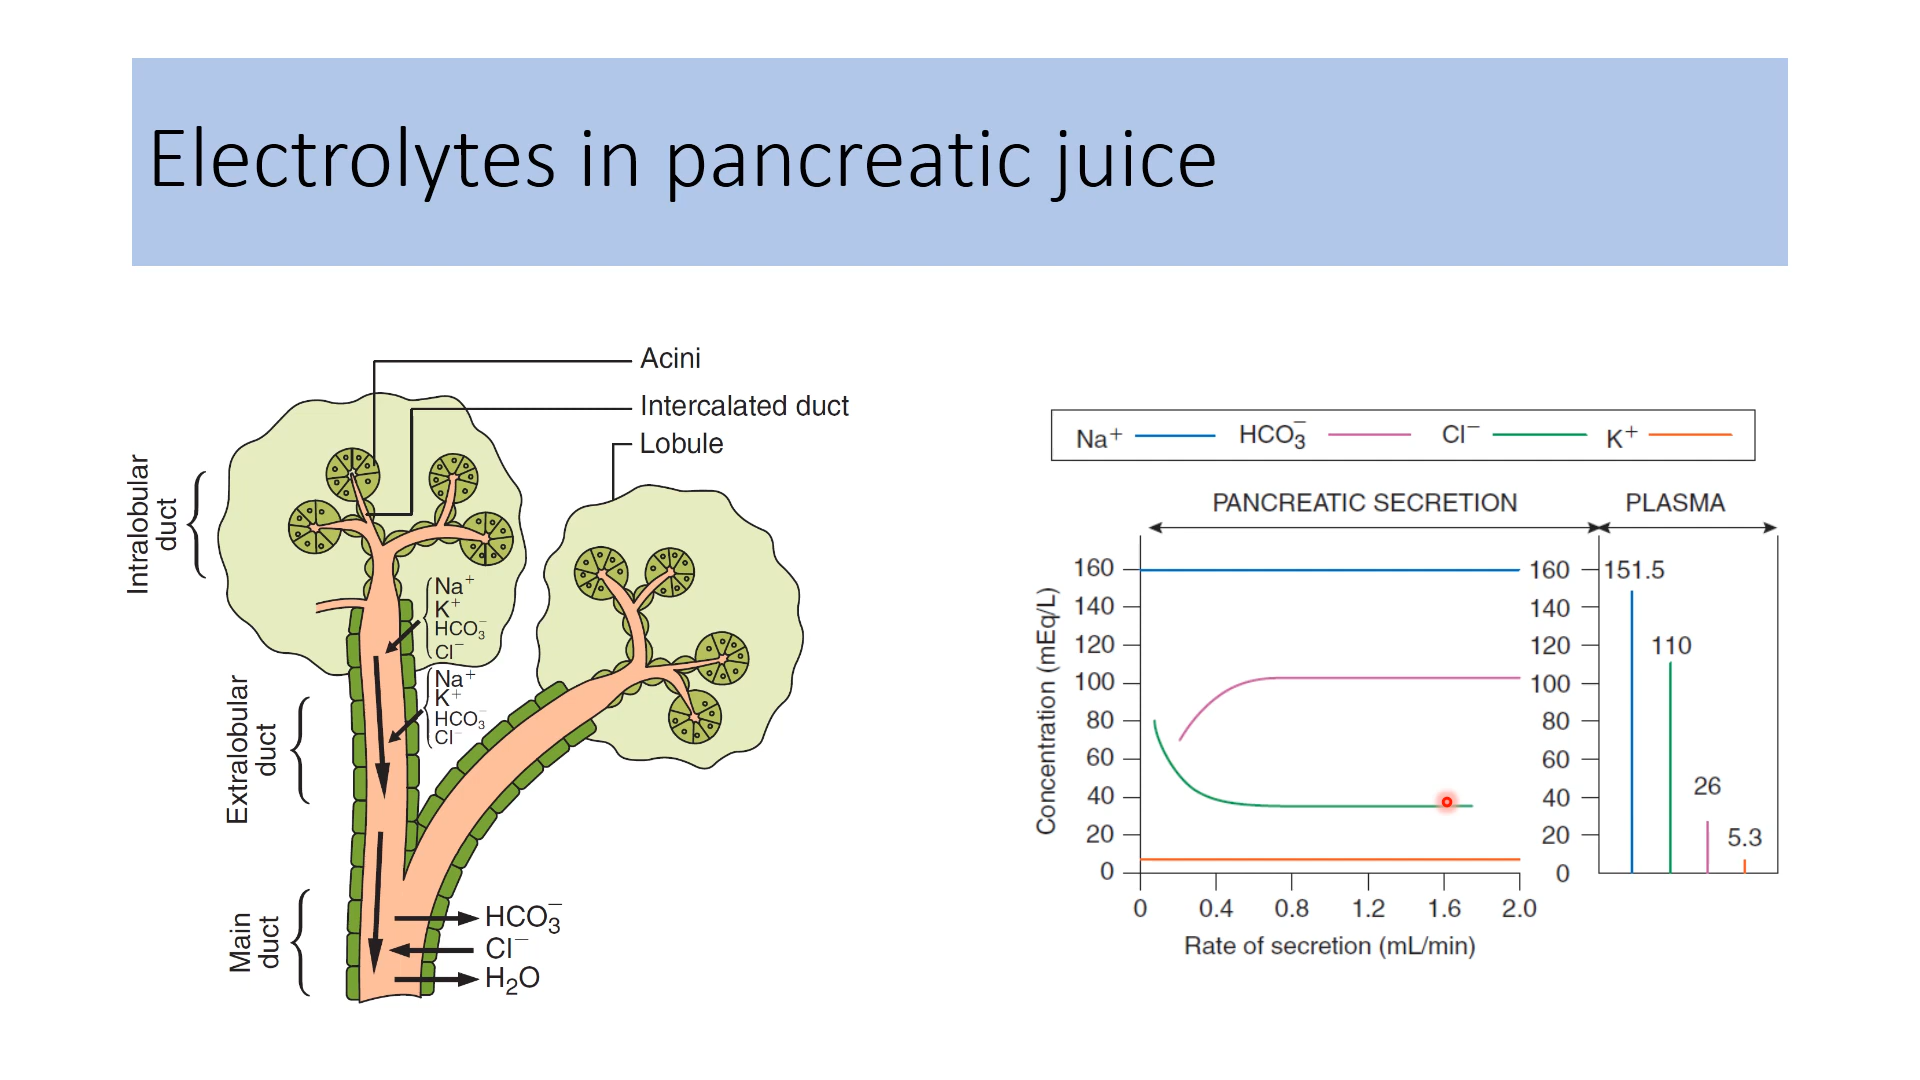 Electrolytes in pancreatic juice
Acini
Intercalated duct
Lobule
Intralobular
duct
Na⁺
K⁺
HCO₃⁻
Cl⁻
Na⁺
K⁺
HCO₃⁻
Cl⁻
Extralobular
duct
Main
duct
HCO₃⁻
Cl⁻
H₂O
Na⁺ HCO₃⁻ Cl⁻ K⁺
PANCREATIC SECRETION PLASMA
Concentration (mEq/L)
160
140
120
100
80
60
40
20
0
0 0.4 0.8 1.2 1.6 2.0
Rate of secretion (mL/min)
160
140
120
100
80
60
40
20
0
151.5
110
26
5.3